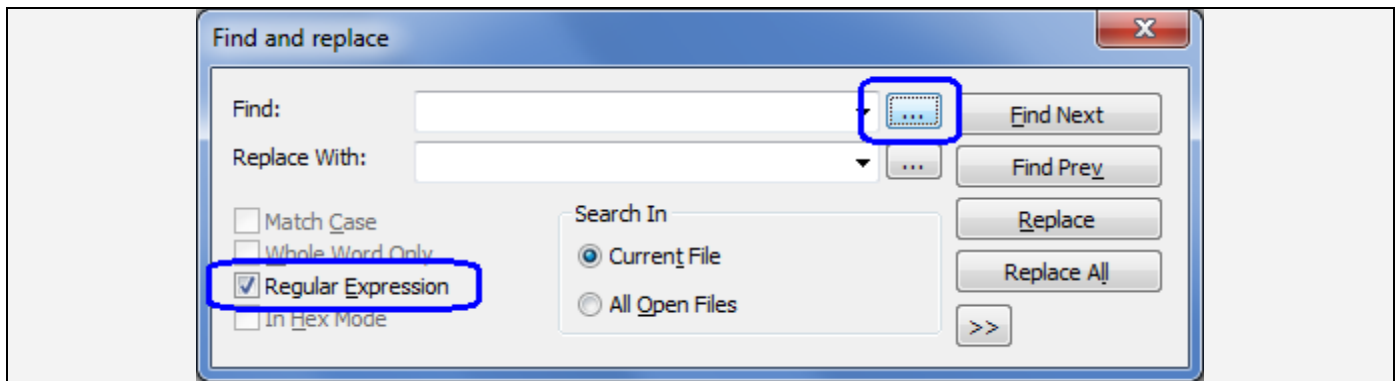 Find and replace
Find:
...
Find Next
Replace With:
...
Find Prev
Match Case
Search In
Replace
Whole Word Only
Current File
Regular Expression
Replace All
All Open Files
In Hex Mode
>>